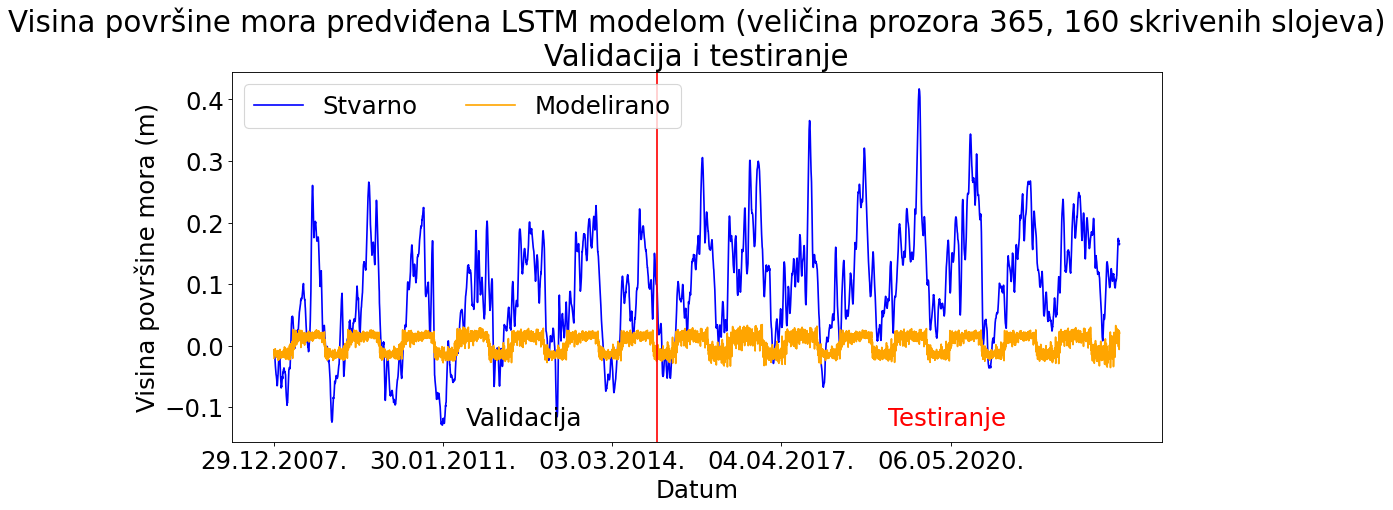 Visina površine mora predviđena LSTM modelom (veličina prozora 365, 160 skrivenih slojeva)
Validacija i testiranje
Stvarno
Modelirano
Visina površine mora (m)
0.4
0.3
0.2
0.1
0.0
−0.1
Validacija
Testiranje
29.12.2007.
30.01.2011.
03.03.2014.
04.04.2017.
06.05.2020.
Datum